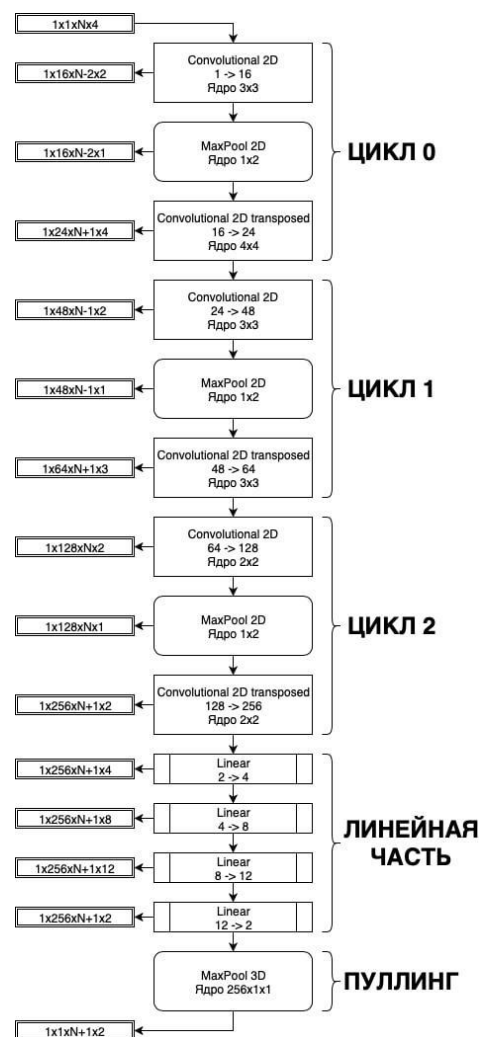 1x1xNx4
Convolutional 2D
1 -> 16
Ядро 3x3
1x16xN-2x2
MaxPool 2D
Ядро 1x2
1x16xN-2x1
ЦИКЛ 0
Convolutional 2D transposed
16 -> 24
Ядро 4x4
1x24xN+1x4
Convolutional 2D
24 -> 48
Ядро 3x3
1x48xN-1x2
MaxPool 2D
Ядро 1x2
1x48xN-1x1
ЦИКЛ 1
Convolutional 2D transposed
48 -> 64
Ядро 3x3
1x64xN+1x3
Convolutional 2D
64 -> 128
Ядро 2x2
1x128xNx2
MaxPool 2D
Ядро 1x2
1x128xNx1
ЦИКЛ 2
Convolutional 2D transposed
128 -> 256
Ядро 2x2
1x256xN+1x2
Linear
2 -> 4
1x256xN+1x4
Linear
4 -> 8
1x256xN+1x8
ЛИНЕЙНАЯ
ЧАСТЬ
Linear
8 -> 12
1x256xN+1x12
Linear
12 -> 2
1x256xN+1x2
MaxPool 3D
Ядро 256x1x1
ПУЛЛИНГ
1x1xN+1x2